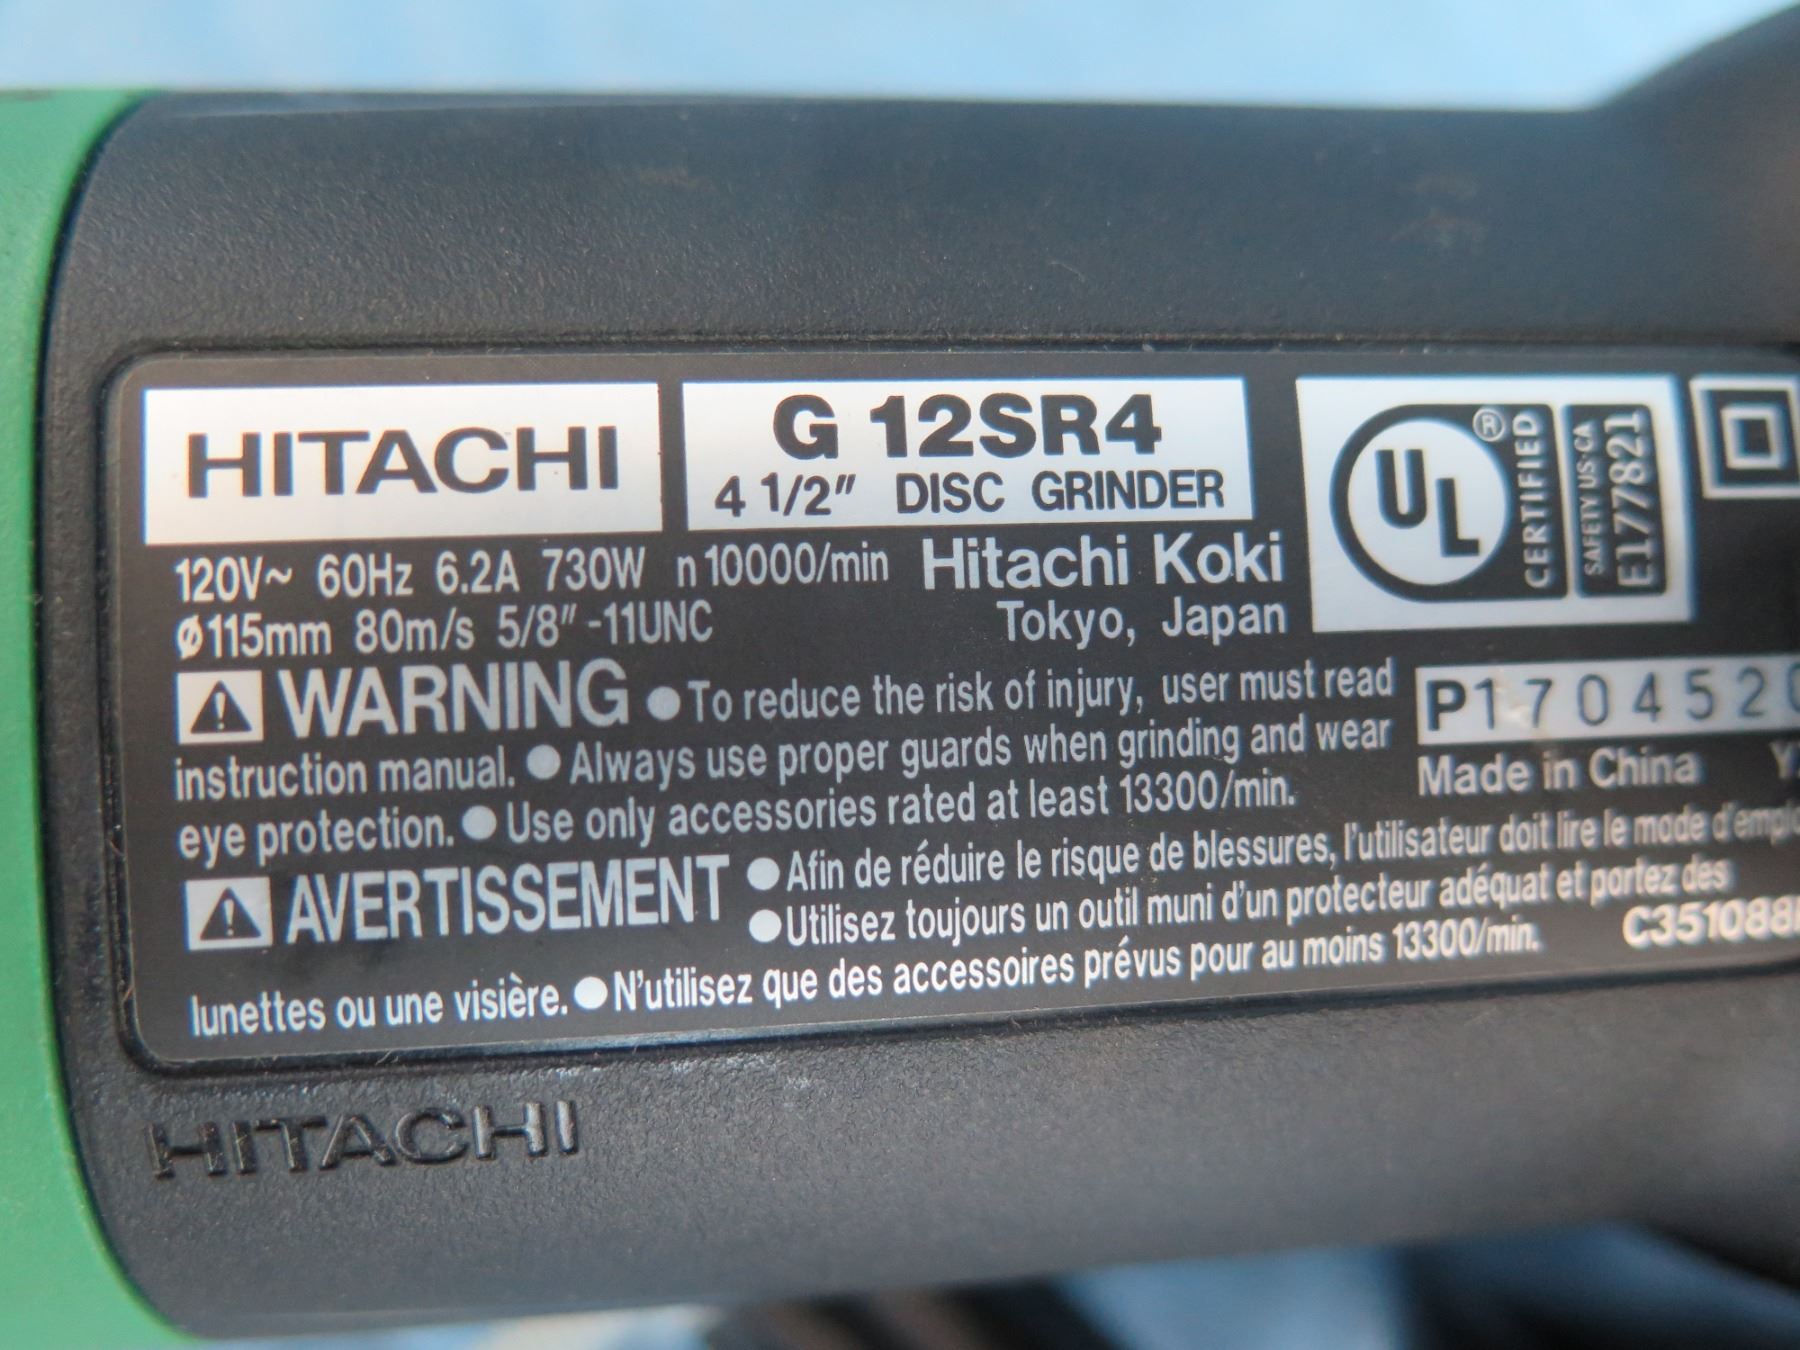 HITACHI
G 12SR4
4 1/2" DISC GRINDER
UL ® CERTIFIED
SAFETY US·CA
E177821
120V~ 60Hz 6.2A 730W n 10000/min
Ø115mm 80m/s 5/8"-11UNC
Hitachi Koki
Tokyo, Japan
WARNING ●To reduce the risk of injury, user must read
instruction manual. ●Always use proper guards when grinding and wear
eye protection. ●Use only accessories rated at least 13300/min.
P170452
Made in China
AVERTISSEMENT ●Afin de réduire le risque de blessures, l'utilisateur doit lire le mode d'emplo
●Utilisez toujours un outil muni d'un protecteur adéquat et portez des
lunettes ou une visière. ●N'utilisez que des accessoires prévus pour au moins 13300/min.
C351088
HITACHI